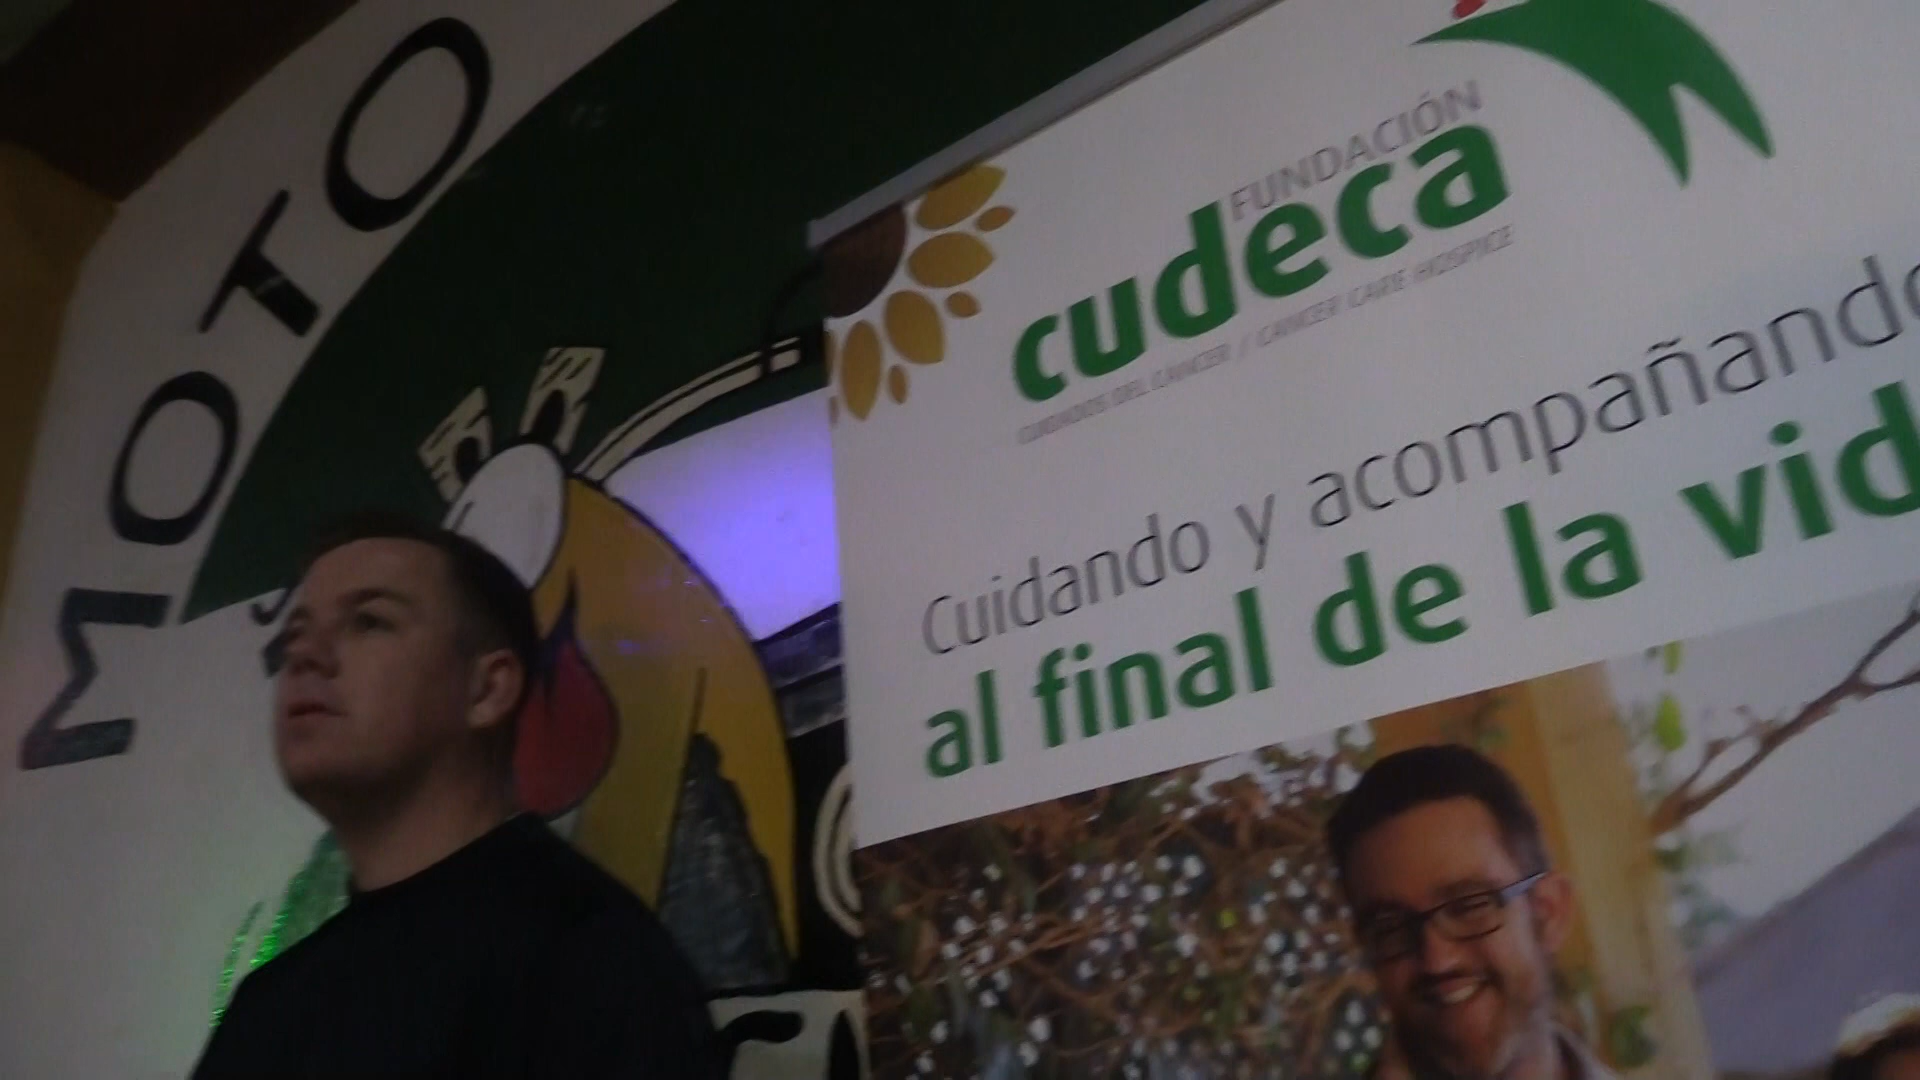 MOTO
FUNDACIÓN
cudeca
CUIDADOS DEL CÁNCER / CANCER CARE HOSPICE
Cuidando y acompañando
al final de la vid